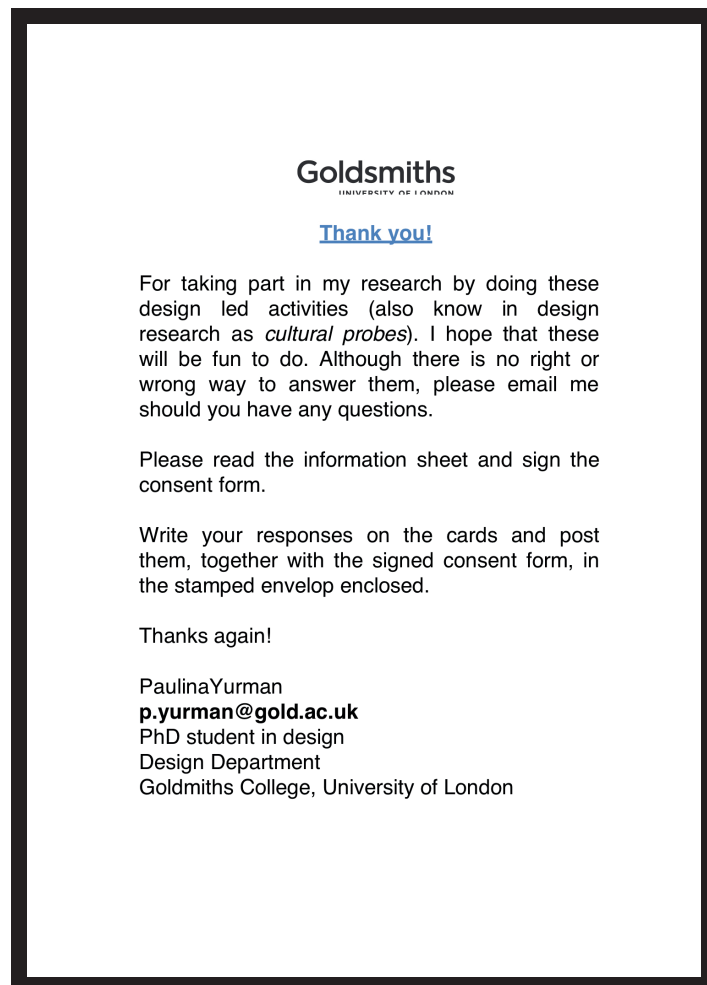 Goldsmiths
UNIVERSITY OF LONDON
Thank you!
For taking part in my research by doing these
design led activities (also know in design
research as cultural probes). I hope that these
will be fun to do. Although there is no right or
wrong way to answer them, please email me
should you have any questions.
Please read the information sheet and sign the
consent form.
Write your responses on the cards and post
them, together with the signed consent form, in
the stamped envelop enclosed.
Thanks again!
PaulinaYurman
p.yurman@gold.ac.uk
PhD student in design
Design Department
Goldmiths College, University of London